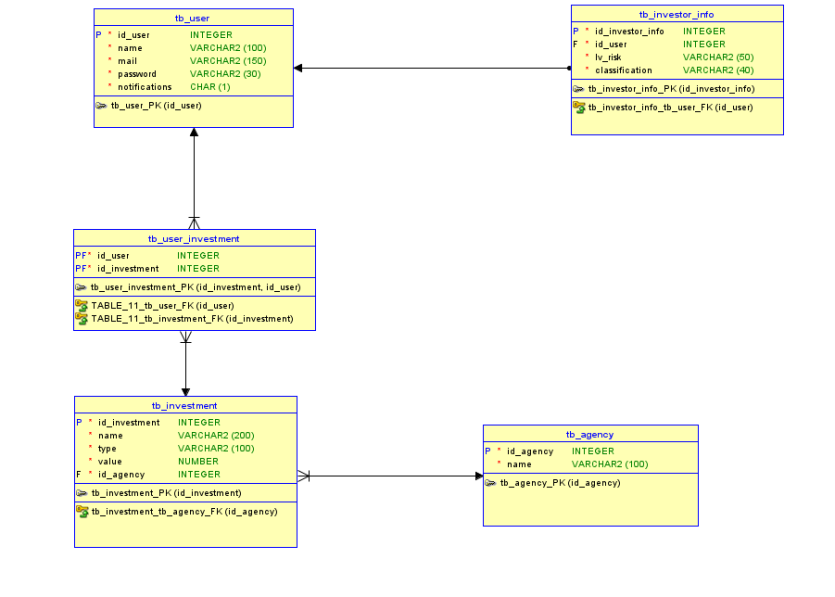 tb_user
P * id_user INTEGER
* name VARCHAR2 (100)
* mail VARCHAR2 (150)
* password VARCHAR2 (30)
* notifications CHAR (1)
tb_user_PK (id_user)
tb_investor_info
P * id_investor_info INTEGER
F * id_user INTEGER
* lv_risk VARCHAR2 (50)
* classification VARCHAR2 (40)
tb_investor_info_PK (id_investor_info)
tb_investor_info_tb_user_FK (id_user)
tb_user_investment
PF* id_user INTEGER
PF* id_investment INTEGER
tb_user_investment_PK (id_investment, id_user)
TABLE_11_tb_user_FK (id_user)
TABLE_11_tb_investment_FK (id_investment)
tb_investment
P * id_investment INTEGER
* name VARCHAR2 (200)
* type VARCHAR2 (100)
* value NUMBER
F * id_agency INTEGER
tb_investment_PK (id_investment)
tb_investment_tb_agency_FK (id_agency)
tb_agency
P * id_agency INTEGER
* name VARCHAR2 (100)
tb_agency_PK (id_agency)